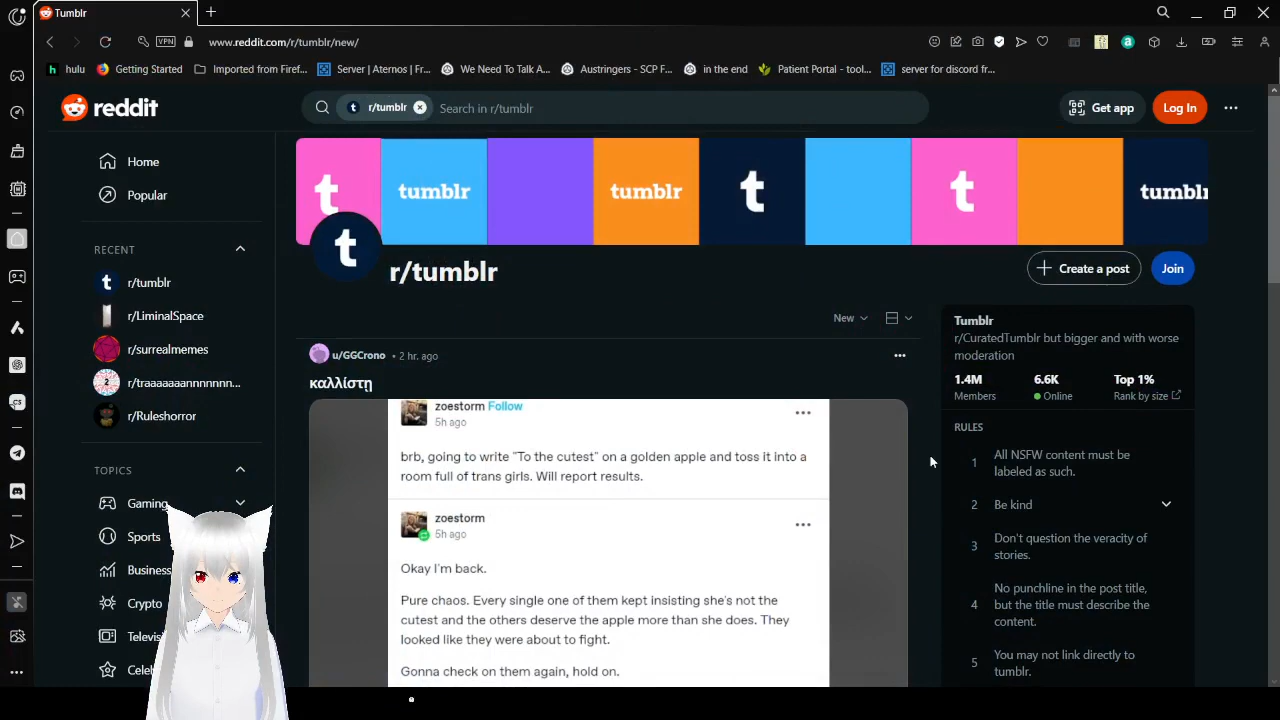 Tumblr
VPN
www.reddit.com/r/tumblr/new/
hulu
Getting Started
Imported from Firef...
Server | Aternos | Fr...
We Need To Talk A...
Austringers - SCP F...
in the end
Patient Portal - tool...
server for discord fr...
reddit
r/tumblr
Search in r/tumblr
Get app
Log In
Home
Popular
RECENT
r/tumblr
r/LiminalSpace
r/surrealmemes
r/traaaaaaannnnnnn...
r/Ruleshorror
TOPICS
Gaming
Sports
Business
Crypto
Televi
Celeb
t
tumblr
tumblr
t
t
tumblr
t
r/tumblr
Create a post
Join
New
u/GGCrono • 2 hr. ago
καλλίστῃ
zoestorm Follow
5h ago
brb, going to write "To the cutest" on a golden apple and toss it into a
room full of trans girls. Will report results.
zoestorm
5h ago
Okay I'm back.
Pure chaos. Every single one of them kept insisting she's not the
cutest and the others deserve the apple more than she does. They
looked like they were about to fight.
Gonna check on them again, hold on.
Tumblr
r/CuratedTumblr but bigger and with worse
moderation
1.4M 6.6K Top 1%
Members Online Rank by size
RULES
1 All NSFW content must be
labeled as such.
2 Be kind
3 Don't question the veracity of
stories.
4 No punchline in the post title,
but the title must describe the
content.
5 You may not link directly to
tumblr.